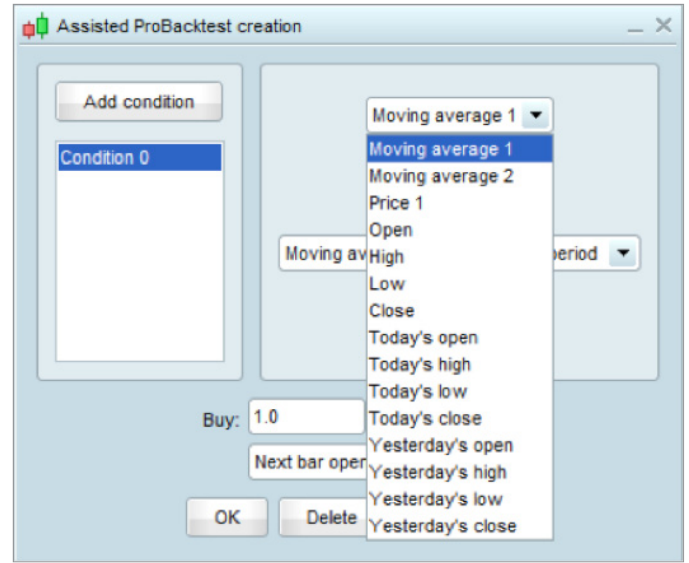 Assisted ProBacktest creation
Add condition
Condition 0
Moving average 1
Moving average 1
Moving average 2
Price 1
Open
High
Low
Close
Today's open
Today's high
Today's low
Today's close
Yesterday's open
Yesterday's high
Yesterday's low
Yesterday's close
Moving av
period
Buy: 1.0
Next bar open
OK
Delete